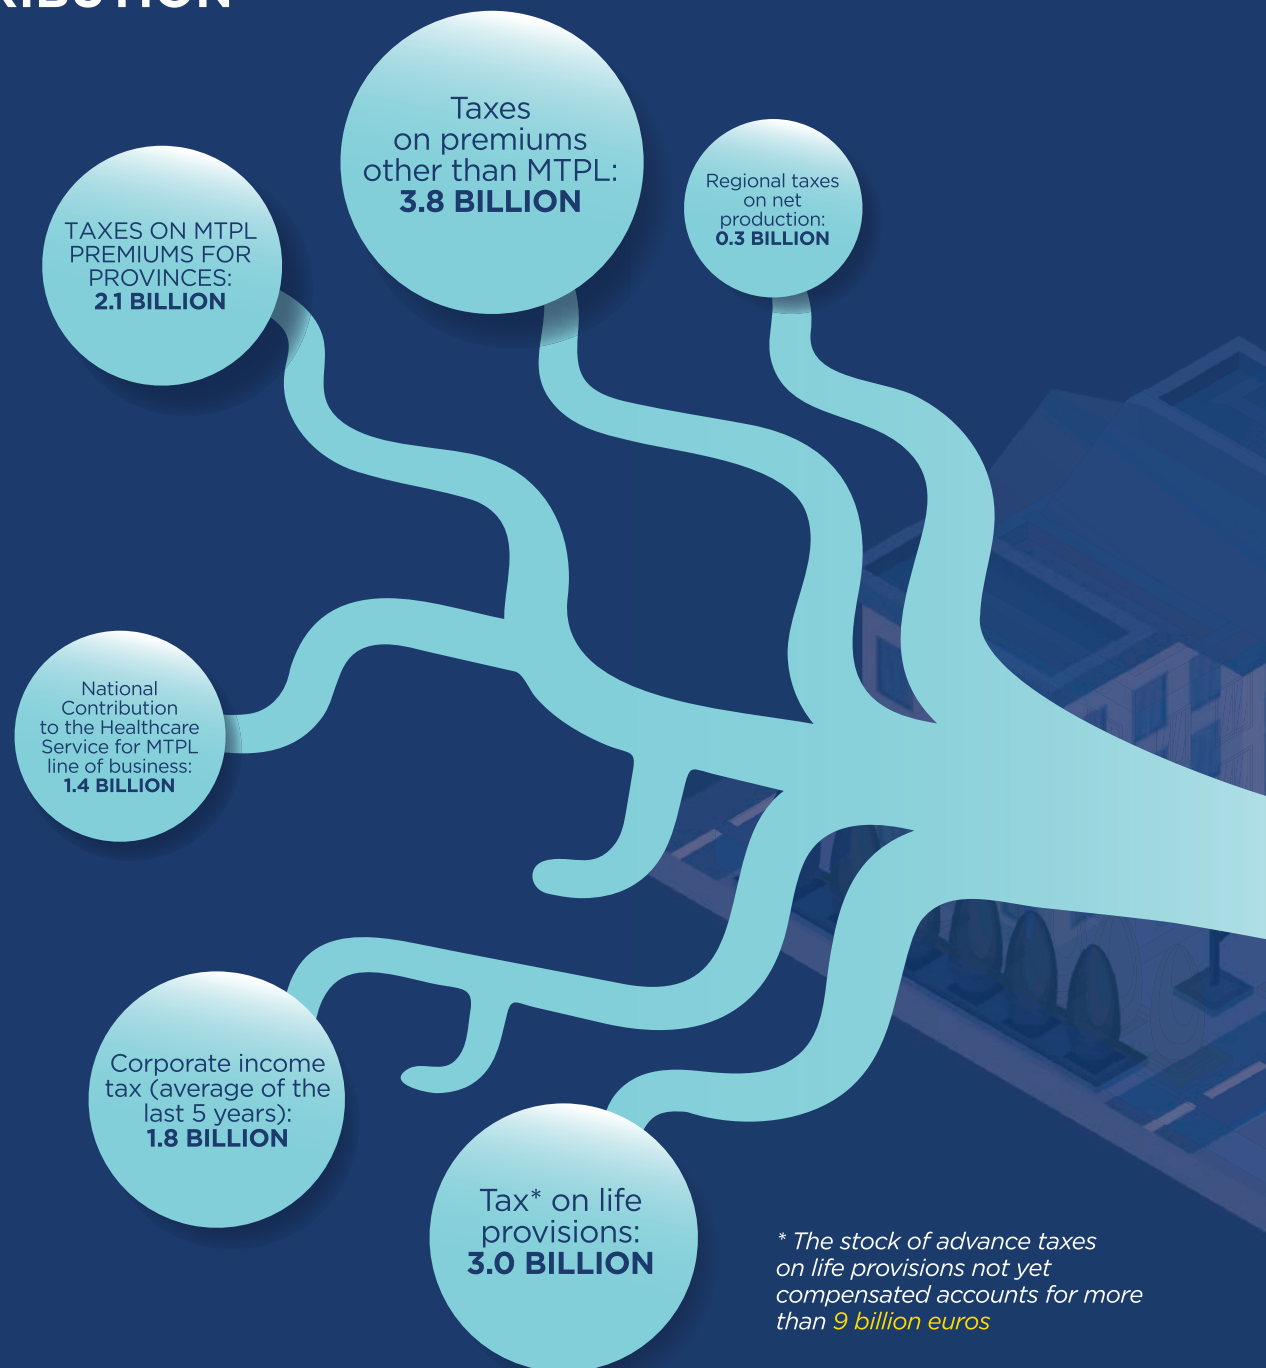 Taxes
on premiums
other than MTPL:
3.8 BILLION
Regional taxes
on net
production:
0.3 BILLION
TAXES ON MTPL
PREMIUMS FOR
PROVINCES:
2.1 BILLION
National
Contribution
to the Healthcare
Service for MTPL
line of business:
1.4 BILLION
Corporate income
tax (average of the
last 5 years):
1.8 BILLION
Tax* on life
provisions:
3.0 BILLION
* The stock of advance taxes
on life provisions not yet
compensated accounts for more
than 9 billion euros